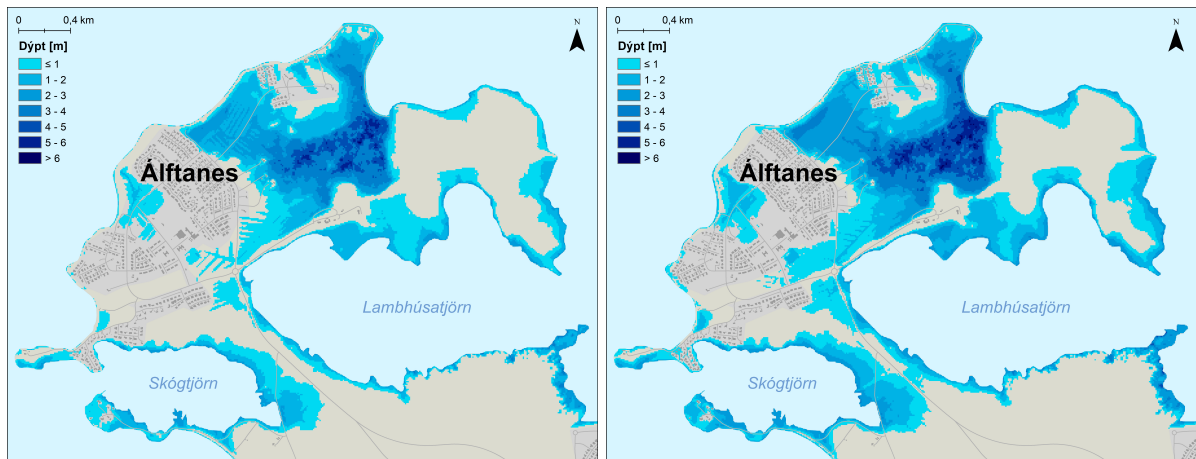 0 0,4 km
Dýpt [m]
≤ 1
1 - 2
2 - 3
3 - 4
4 - 5
5 - 6
> 6
N
Álftanes
Lambhúsatjörn
Skógtjörn
0 0,4 km
Dýpt [m]
≤ 1
1 - 2
2 - 3
3 - 4
4 - 5
5 - 6
> 6
N
Álftanes
Lambhúsatjörn
Skógtjörn